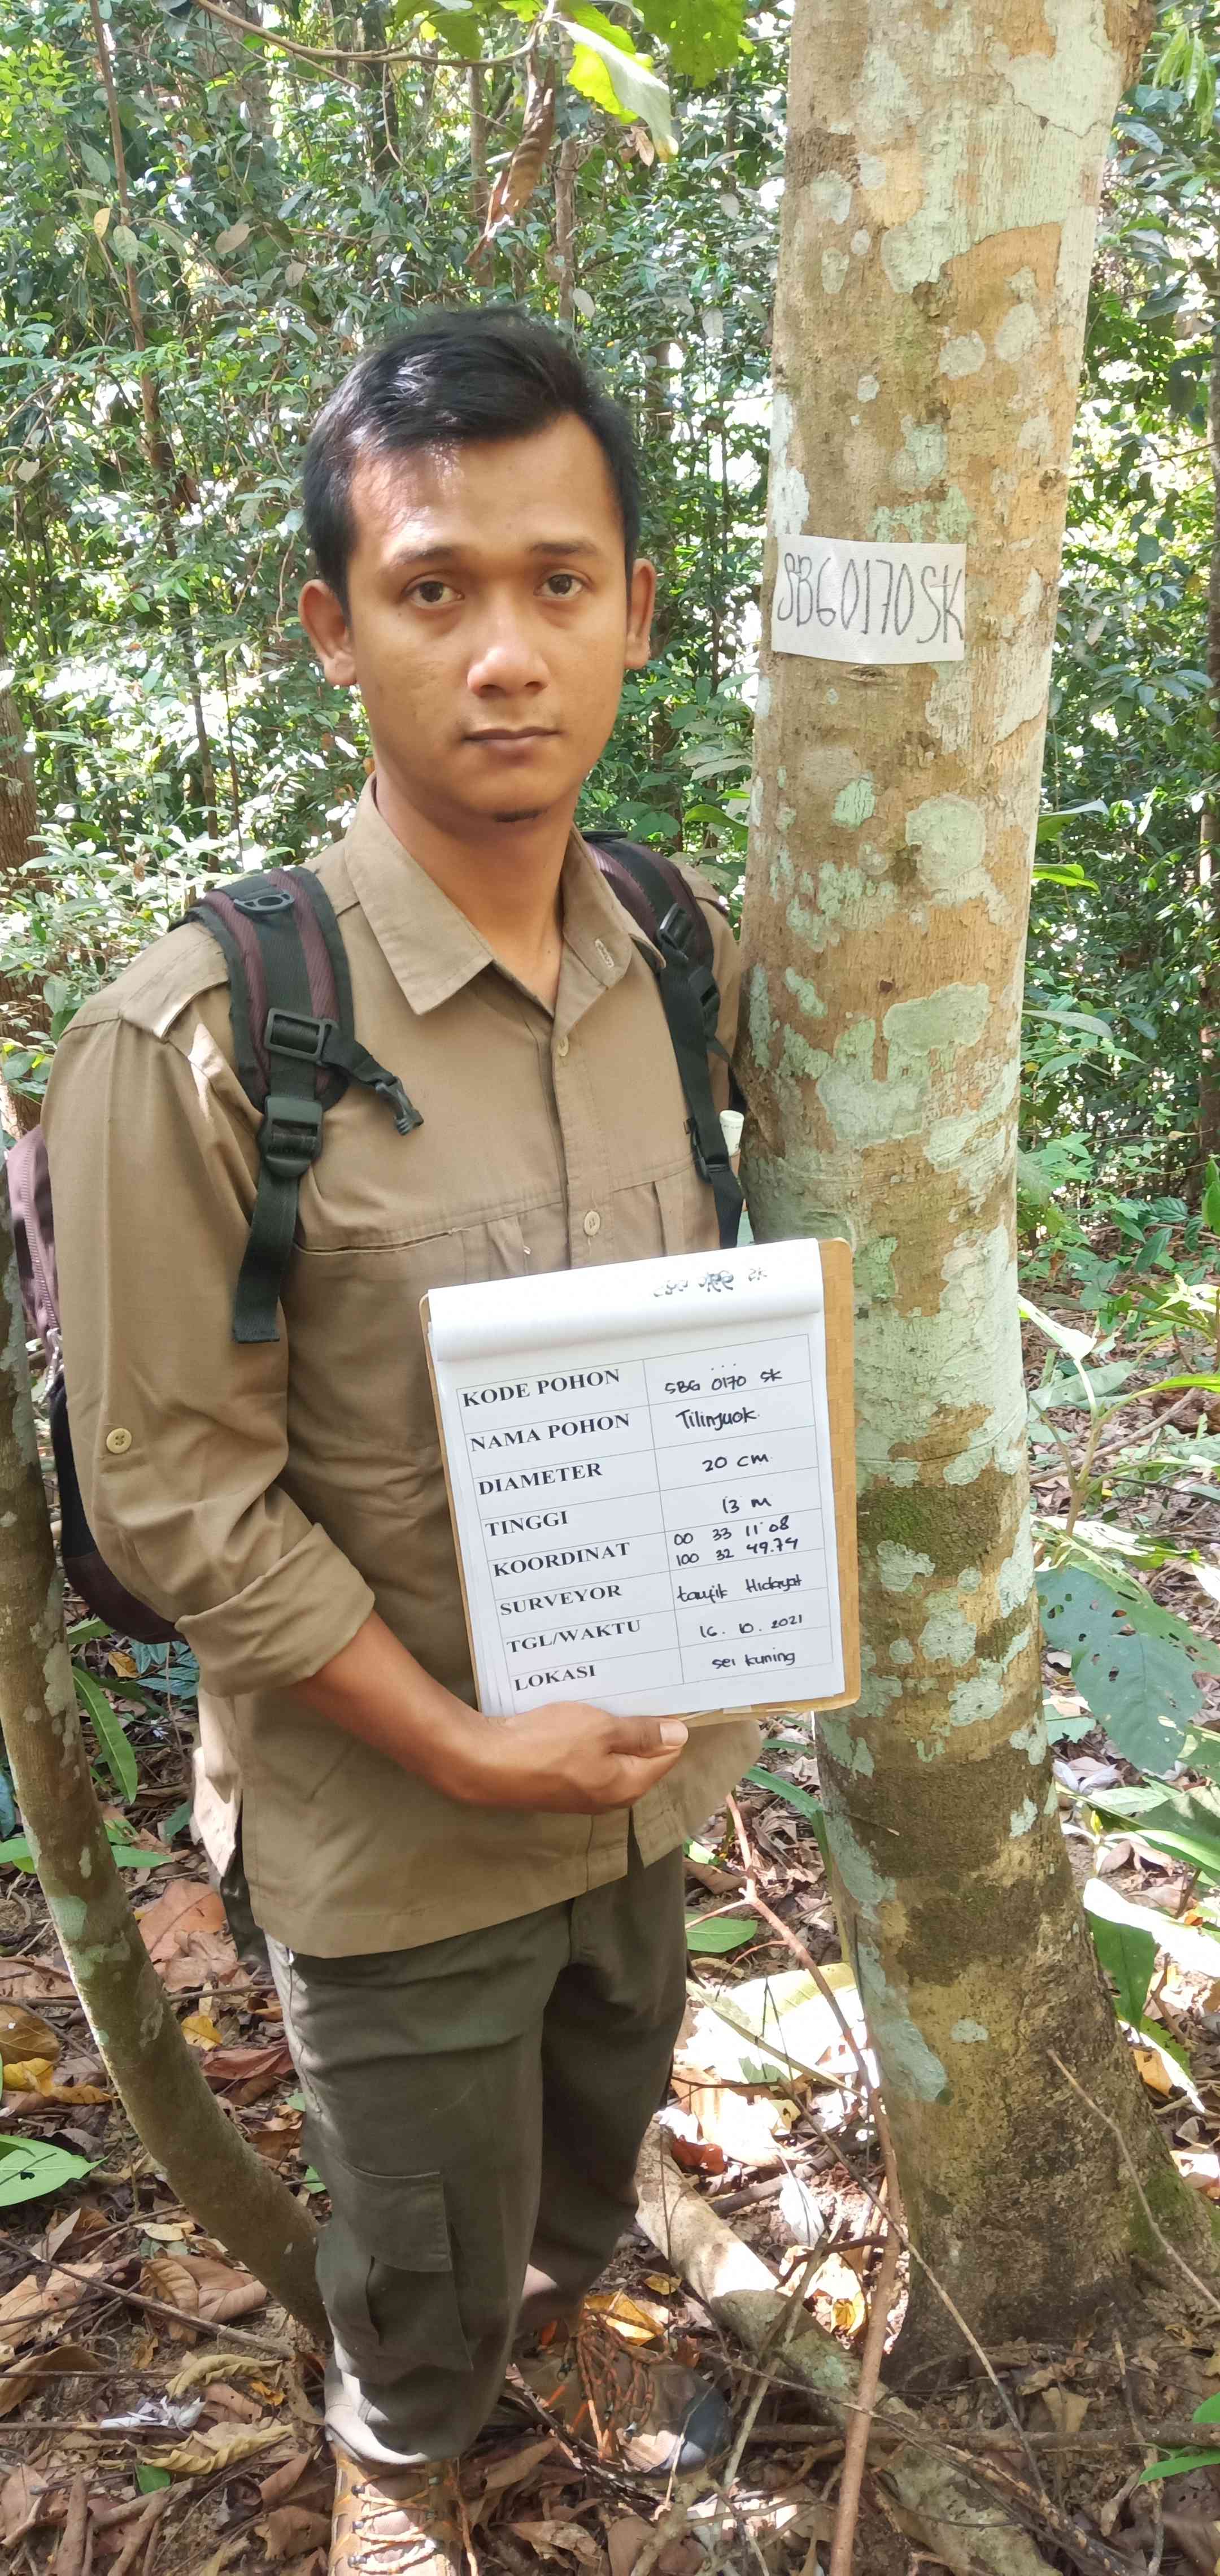 SBG0170SK
KODE POHON SBG 0170 SK
NAMA POHON Tilinjuok
DIAMETER 20 cm
TINGGI 13 m
KOORDINAT 00 33 11.08
100 32 49.74
SURVEYOR taufik Hidayat
TGL/WAKTU 16.10.2021
LOKASI sei kuning